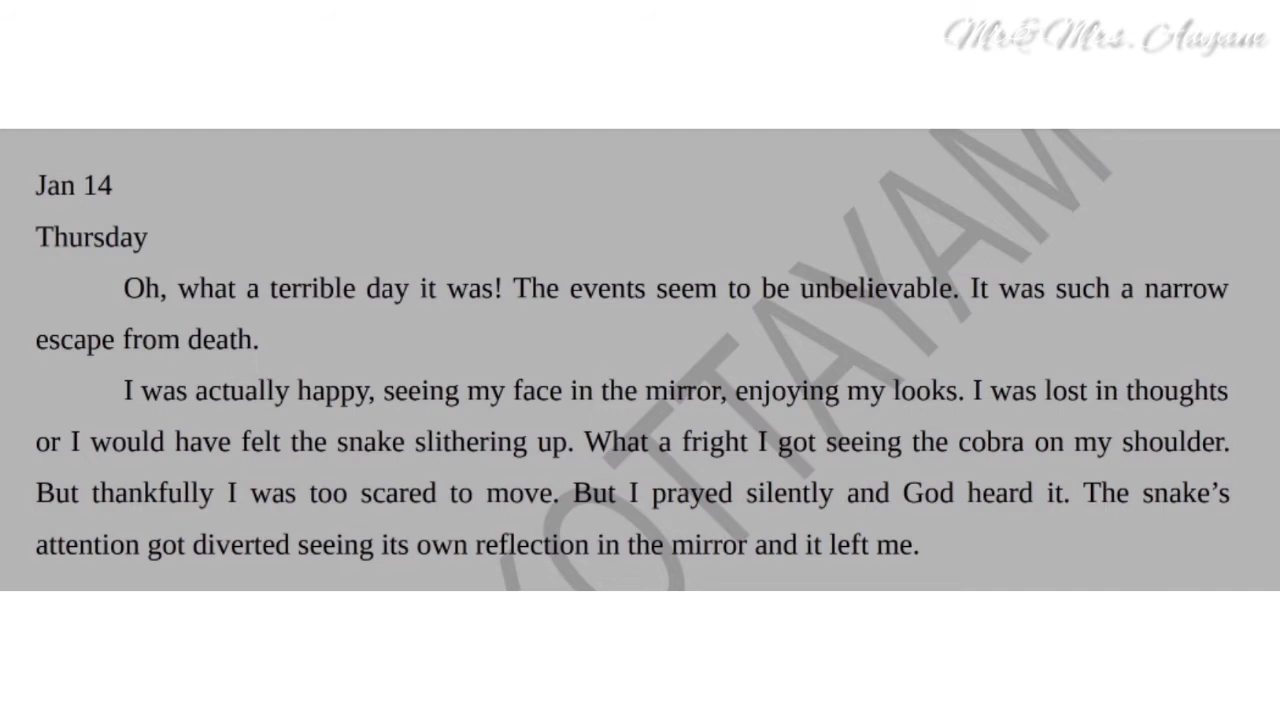 Mr& Mrs. Aayam
Jan 14
Thursday
Oh, what a terrible day it was! The events seem to be unbelievable. It was such a narrow
escape from death.
I was actually happy, seeing my face in the mirror, enjoying my looks. I was lost in thoughts
or I would have felt the snake slithering up. What a fright I got seeing the cobra on my shoulder.
But thankfully I was too scared to move. But I prayed silently and God heard it. The snake’s
attention got diverted seeing its own reflection in the mirror and it left me.
KOTTAYAM